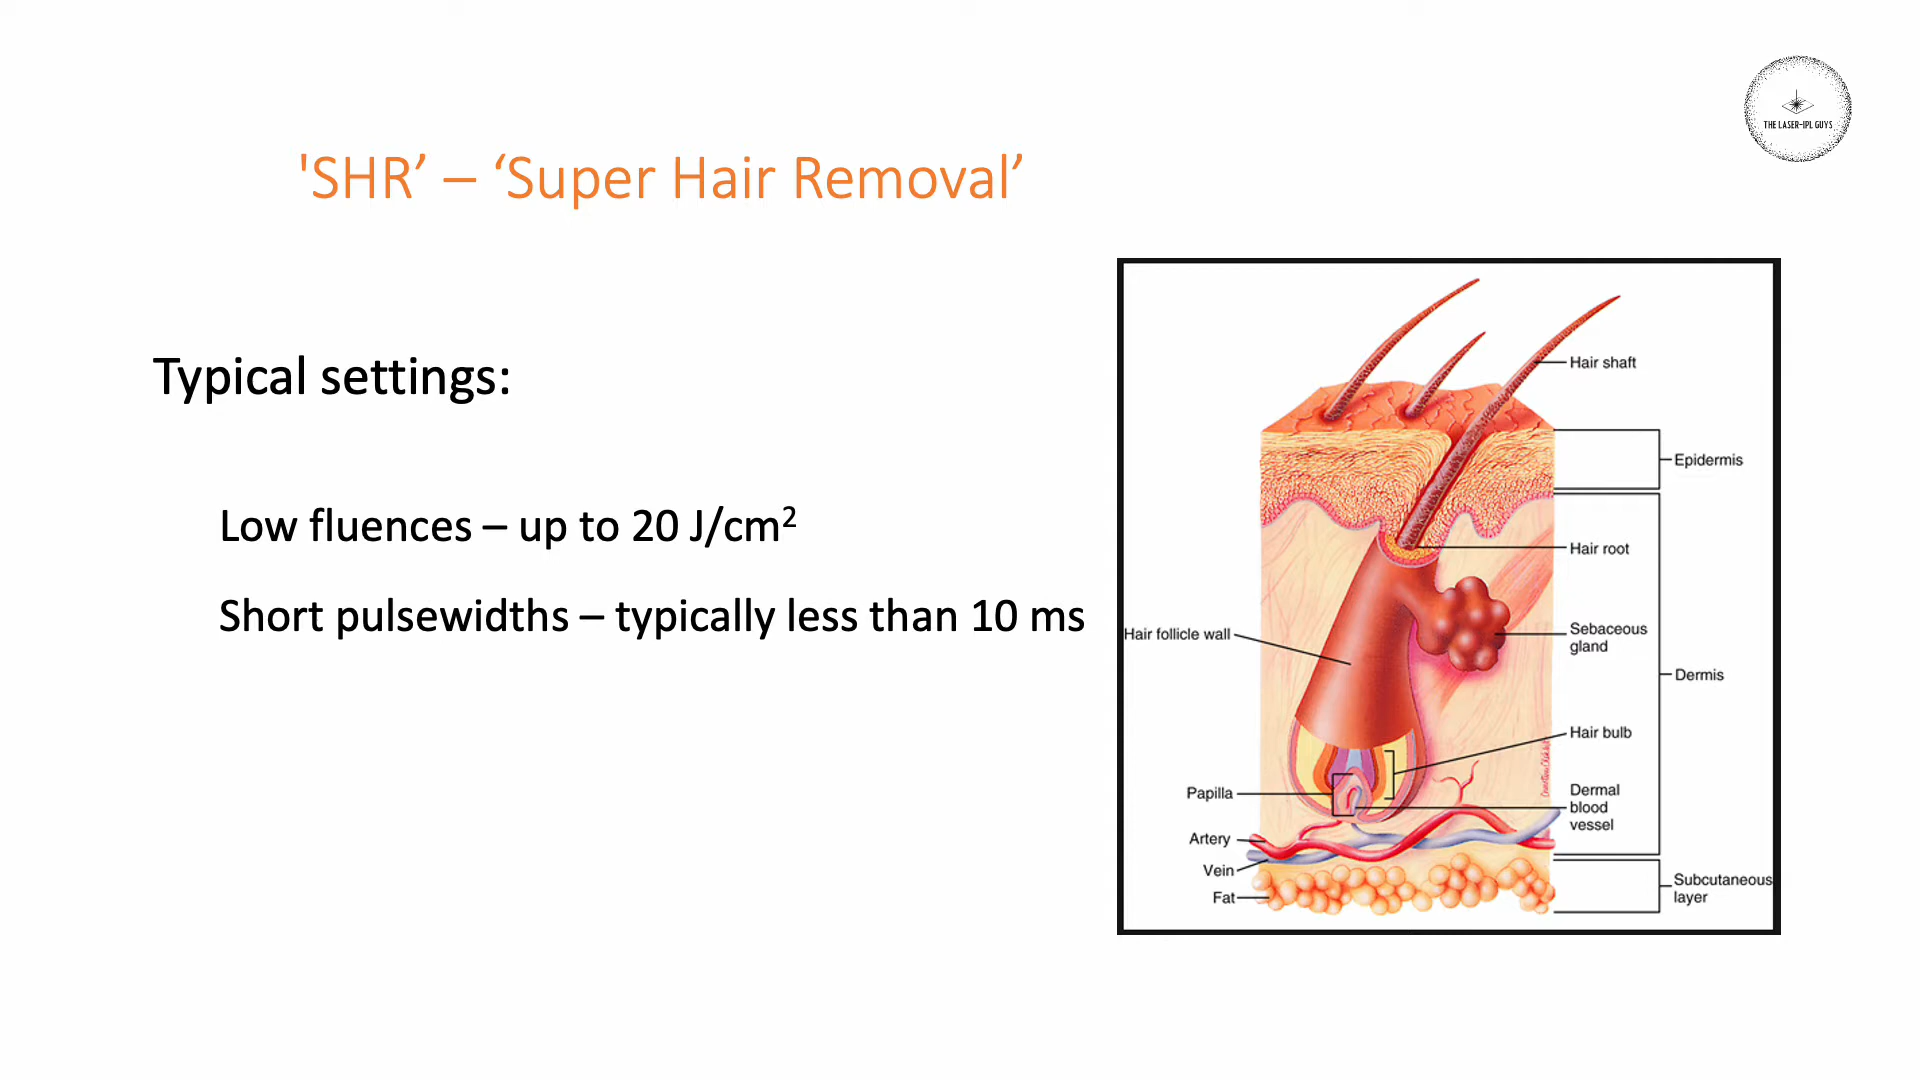 THE LASER-IPL GUYS
'SHR’ – ‘Super Hair Removal’
Typical settings:
Low fluences – up to 20 J/cm²
Short pulsewidths – typically less than 10 ms
Hair shaft
Epidermis
Hair root
Hair follicle wall
Sebaceous
gland
Dermis
Hair bulb
Papilla
Dermal
blood
vessel
Artery
Vein
Fat
Subcutaneous
layer